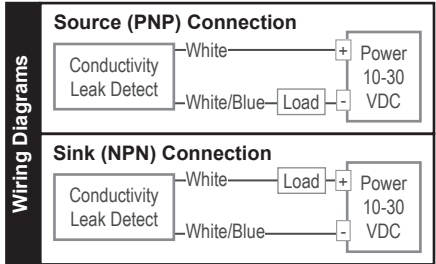 Wiring Diagrams
Source (PNP) Connection
Conductivity
Leak Detect
White
White/Blue
Load
+
-
Power
10-30
VDC
Sink (NPN) Connection
Conductivity
Leak Detect
White
Load
White/Blue
+
-
Power
10-30
VDC